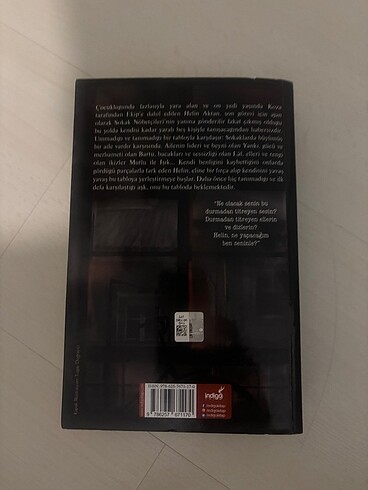 Çocukluğunda fazlasıyla yara alan ve on yedi yaşında Koza
tarafından Ekip'e dahil edilen Helin Aktan, son görevi için ajan
olarak Sokak Nöbetçileri'nin yanına gönderilir fakat çıkmış olduğu
bu yolda kendisi kadar yaralı beş kişiyle tanışacağından habersizdir.
Ummadığı ve tanımadığı bir tabloyla karşılaşır: Sokaklarda büyümüş
bir aile vardır karşısında. Ailenin lideri ve beyni olan Yankı, gücü ve
merhameti olan Bartu, bıçakları ve sessizliği olan Lâl, elleri ve rengi
olan ikizler Mutlu ile Işık... Kendi benliğini kaybettiğini onlarda
gördüğü parçalarla fark eden Helin, eline bir fırça alıp kendisini yavaş
yavaş bu tabloya yerleştirmeye başlar. Daha önce hiç tanımadığı ve ilk
defa karşılaştığı aşk, onu bu tabloda beklemektedir.
"Ne olacak senin bu
durmadan titreyen sesin?
Durmadan titreyen ellerin
ve dizlerin?
Helin, ne yapacağım
ben seninle?"
indigo